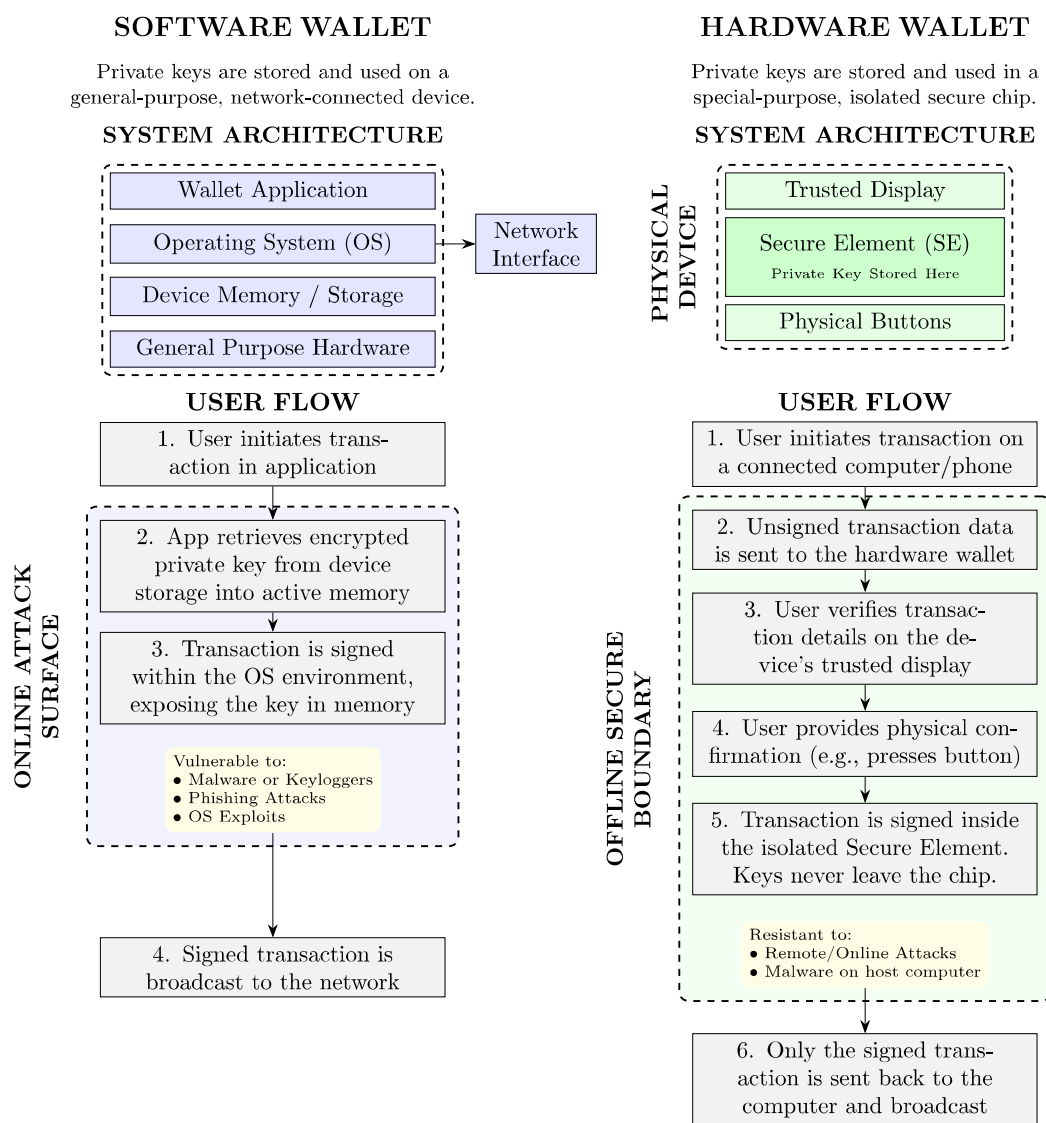 SOFTWARE WALLET
Private keys are stored and used on a
general-purpose, network-connected device.
SYSTEM ARCHITECTURE
Wallet Application
Operating System (OS)
Device Memory / Storage
General Purpose Hardware
Network
Interface
USER FLOW
1. User initiates trans-
action in application
ONLINE ATTACK
SURFACE
2. App retrieves encrypted
private key from device
storage into active memory
3. Transaction is signed
within the OS environment,
exposing the key in memory
Vulnerable to:
• Malware or Keyloggers
• Phishing Attacks
• OS Exploits
4. Signed transaction is
broadcast to the network
HARDWARE WALLET
Private keys are stored and used in a
special-purpose, isolated secure chip.
SYSTEM ARCHITECTURE
PHYSICAL
DEVICE
Trusted Display
Secure Element (SE)
Private Key Stored Here
Physical Buttons
USER FLOW
1. User initiates transaction on
a connected computer/phone
OFFLINE SECURE
BOUNDARY
2. Unsigned transaction data
is sent to the hardware wallet
3. User verifies transac-
tion details on the de-
vice's trusted display
4. User provides physical con-
firmation (e.g., presses button)
5. Transaction is signed inside
the isolated Secure Element.
Keys never leave the chip.
Resistant to:
• Remote/Online Attacks
• Malware on host computer
6. Only the signed trans-
action is sent back to the
computer and broadcast